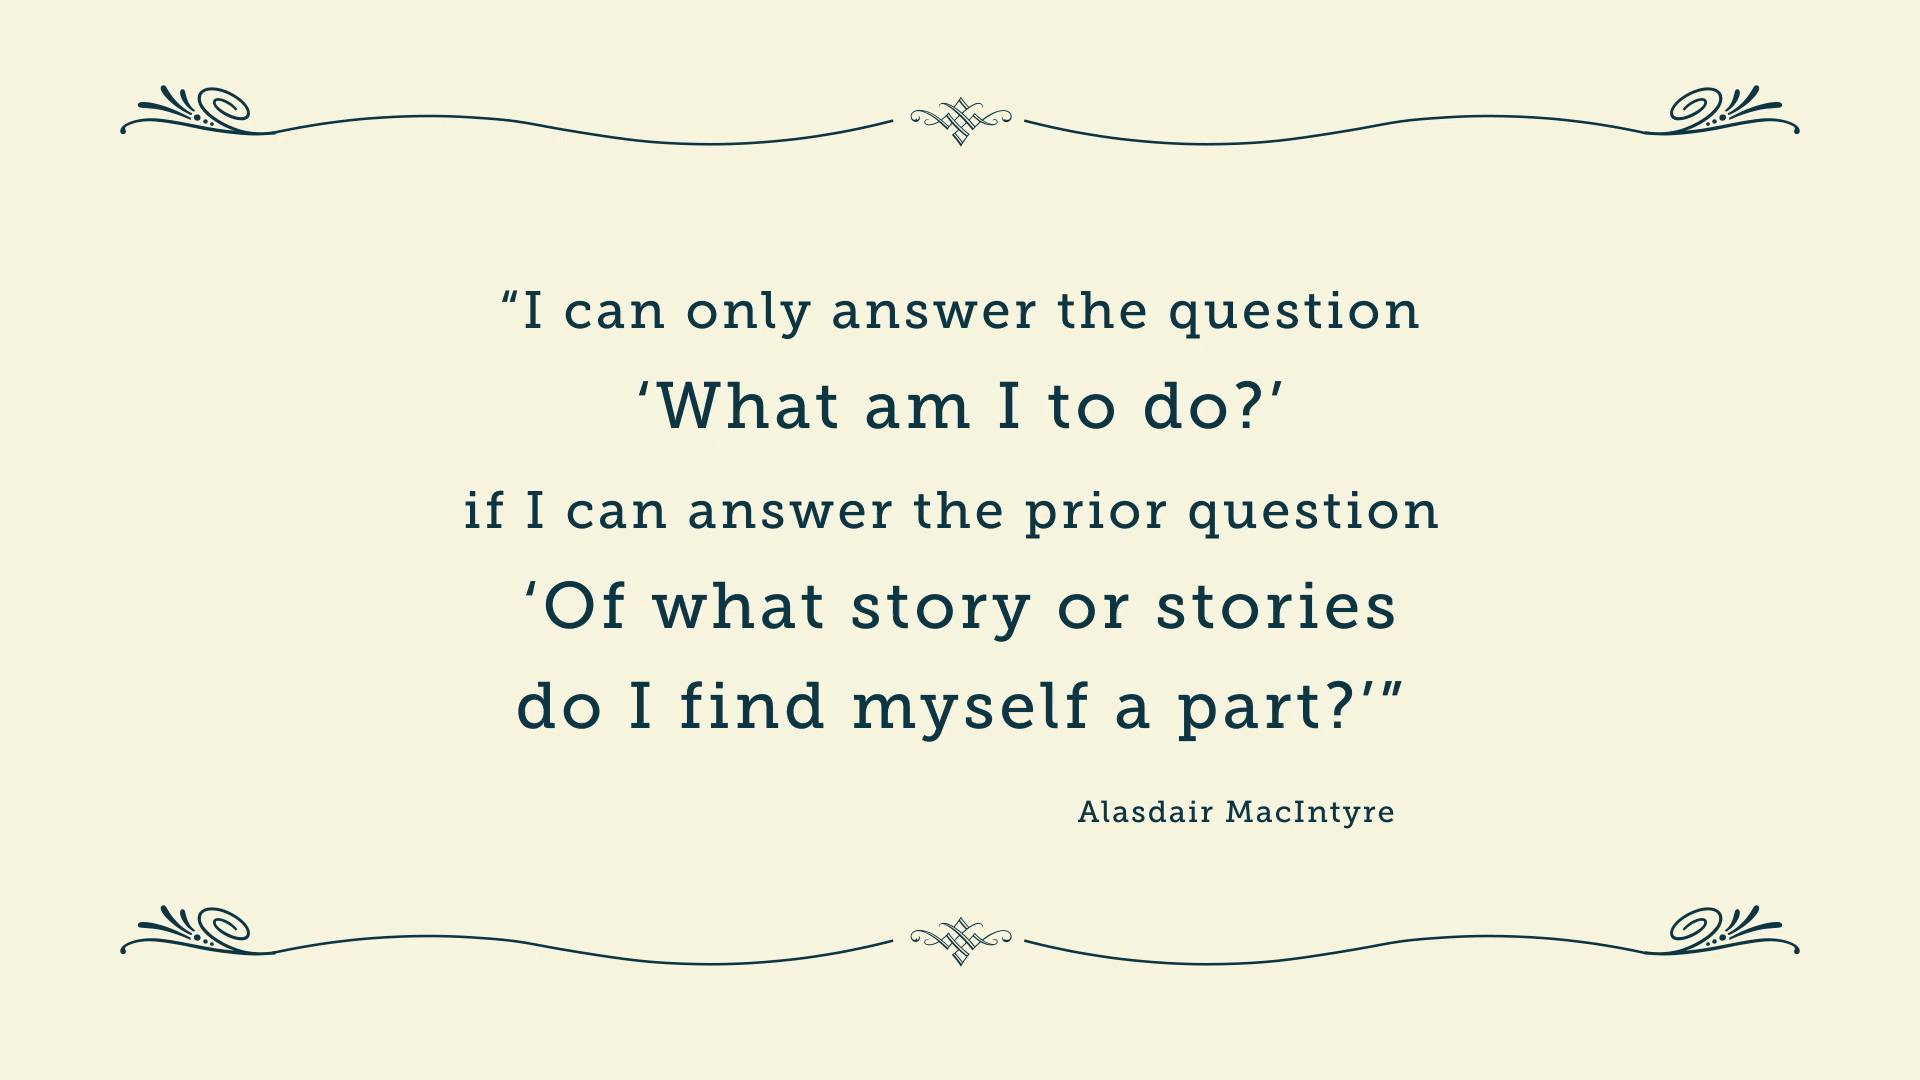 “I can only answer the question
‘What am I to do?’
if I can answer the prior question
‘Of what story or stories
do I find myself a part?’”
Alasdair MacIntyre